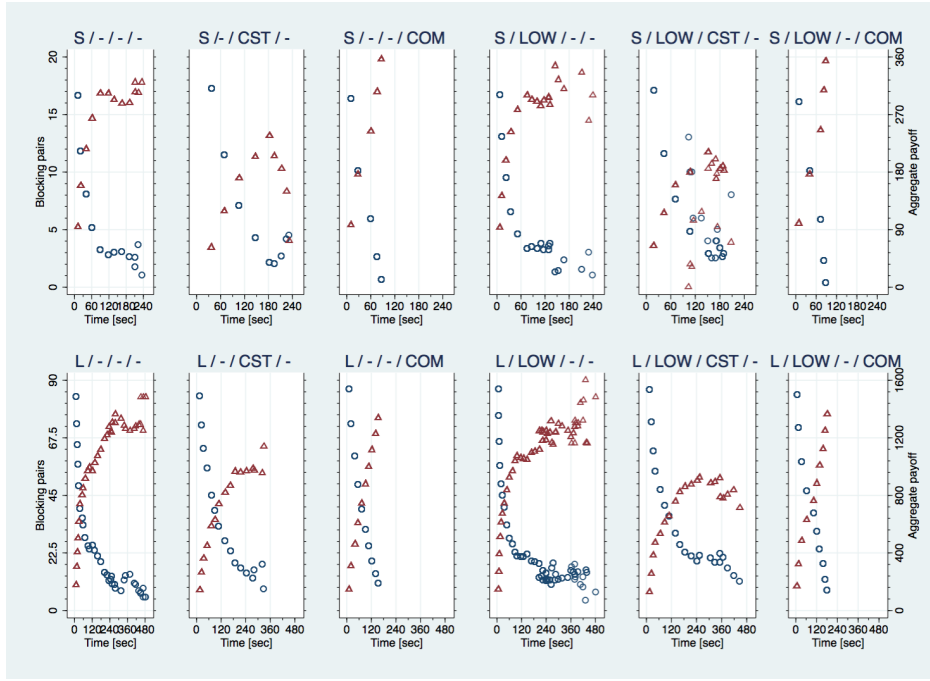 S / - / - / -
S /- / CST / -
S / - / - / COM
S / LOW / - / -
S / LOW / CST / -
S / LOW / - / COM
20
15
10
5
0
Blocking pairs
360
270
180
90
0
Aggregate payoff
0 60 120180 240
0 60 120 180 240
0 60 120 180 240
0 60 120 180 240
0 60 120 180 240
0 60 120 180 240
Time [sec]
Time [sec]
Time [sec]
Time [sec]
Time [sec]
Time [sec]
L / - / - / -
L / - / CST / -
L / - / - / COM
L / LOW / - / -
L / LOW / CST / -
L / LOW / - / COM
90
67.5
45
22.5
0
Blocking pairs
1600
1200
800
400
0
Aggregate payoff
0 120 240 360 480
0 120 240 360 480
0 120 240 360 480
0 120 240 360 480
0 120 240 360 480
0 120 240 360 480
Time [sec]
Time [sec]
Time [sec]
Time [sec]
Time [sec]
Time [sec]